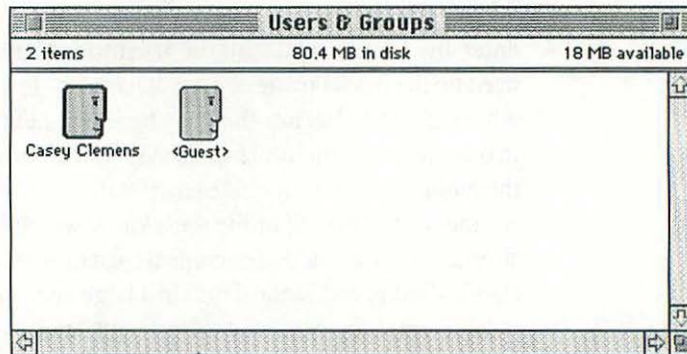 Users & Groups
2 items 80.4 MB in disk 18 MB available
Casey Clemens <Guest>